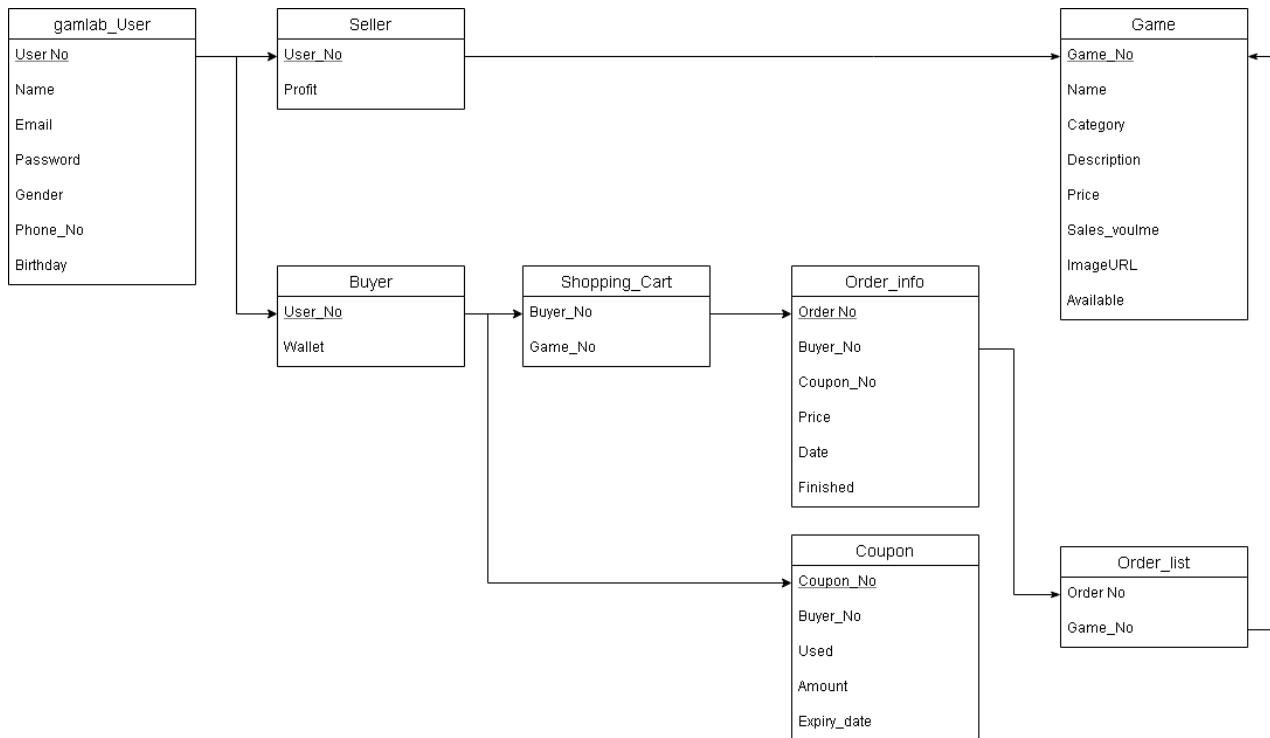 gamlab_User
User No
Name
Email
Password
Gender
Phone_No
Birthday
Seller
User_No
Profit
Game
Game_No
Name
Category
Description
Price
Sales_voulme
ImageURL
Available
Buyer
User_No
Wallet
Shopping_Cart
Buyer_No
Game_No
Order_info
Order No
Buyer_No
Coupon_No
Price
Date
Finished
Coupon
Coupon_No
Buyer_No
Used
Amount
Expiry_date
Order_list
Order No
Game_No